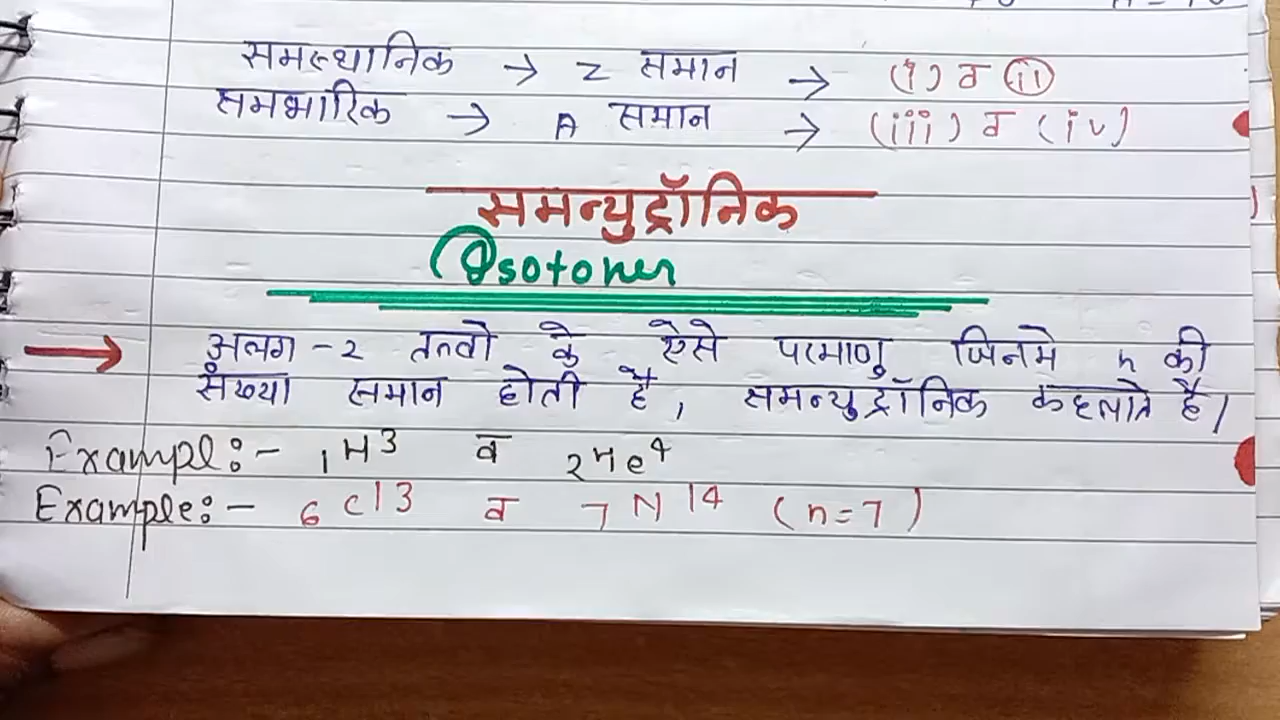 समस्थानिक → Z समान → (i) व (ii)
समभारिक → A समान → (iii) व (iv)
समन्युट्रॉनिक
Isotones
अलग-2 तत्वो के ऐसे परमाणु जिनमे n की
संख्या समान होती है, समन्युट्रॉनिक कहलाते है।
Example:- ₁H³ व ₂He⁴
Example:- ₆C¹³ व ₇N¹⁴ (n=7)